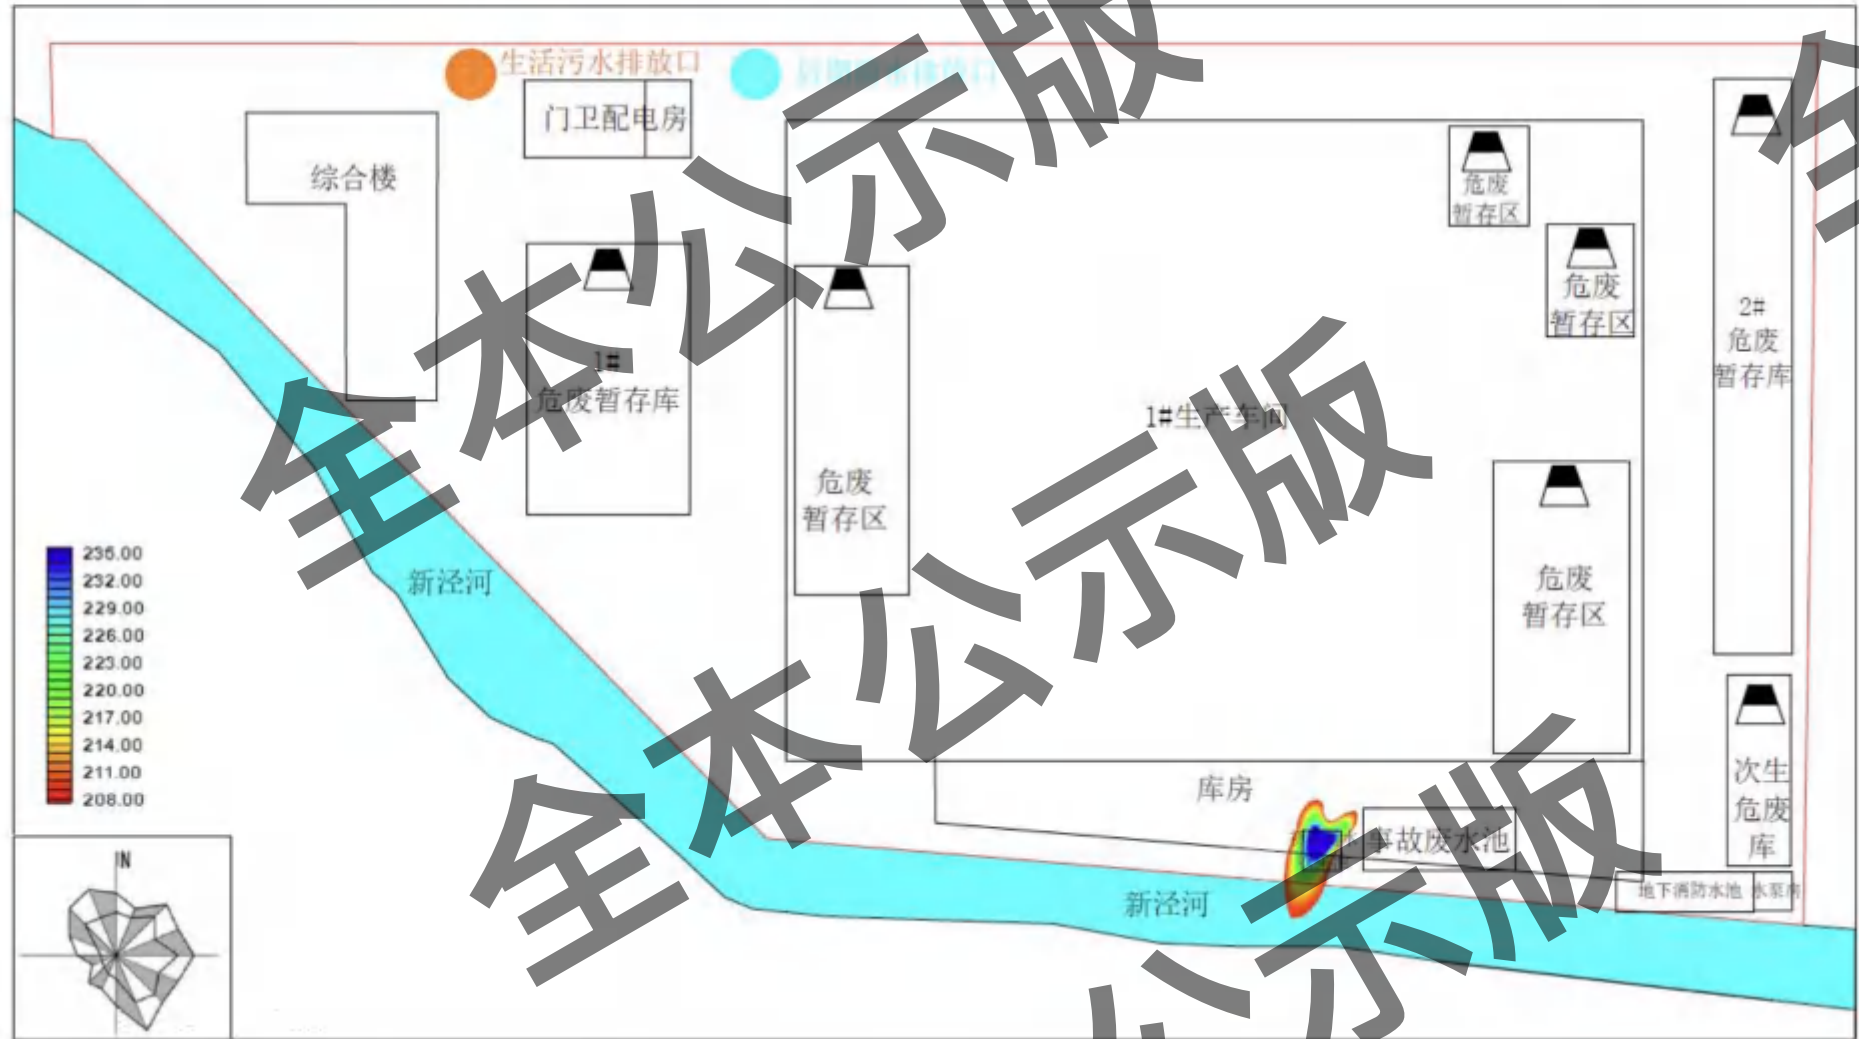 全本公示版
全
生活污水排放口
门卫配电房
综合楼
危废
暂存区
危废
暂存区
2#
危废
暂存库
1#
危废暂存库
1#生产车间
危废
暂存区
危废
暂存区
新泾河
全本公示版
235.00
232.00
229.00
226.00
223.00
220.00
217.00
214.00
211.00
208.00
库房
事故废水池
次生
危废
库
地下消防水池
水泵房
新泾河
全本公示版
公示版
N